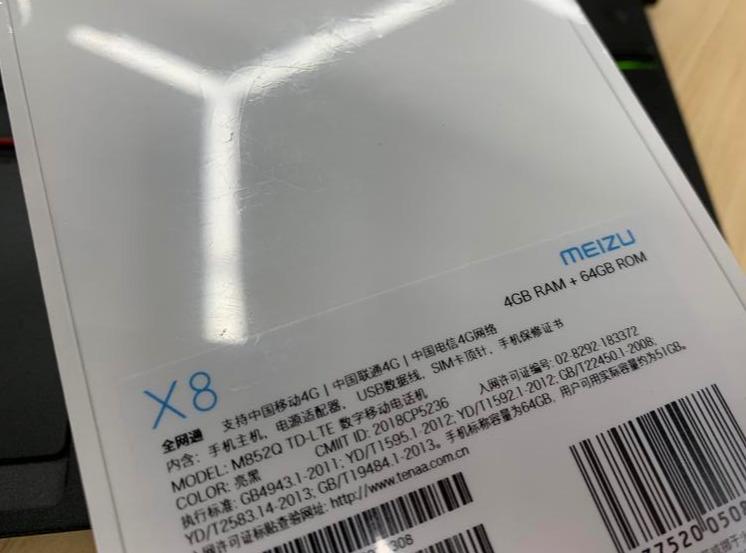 MEIZU
4GB RAM + 64GB ROM
X8
全网通 支持中国移动4G | 中国联通4G | 中国电信4G网络
内含：手机主机、电源适配器、USB数据线、SIM卡顶针、手机保修证书
MODEL: M852Q TD-LTE 数字移动电话机 入网许可证编号: 02-8292-183372
COLOR: 亮黑 CMIIT ID: 2018CP5236
执行标准: GB4943.1-2011; YD/T1595.1-2012; YD/T1592.1-2012; GB/T22450.1-2008;
YD/T2583.14-2013; GB/T19484.1-2013。手机标称容量为64GB，用户可用实际容量约为51GB。
入网许可证标贴查验网址: http://www.tenaa.com.cn
308